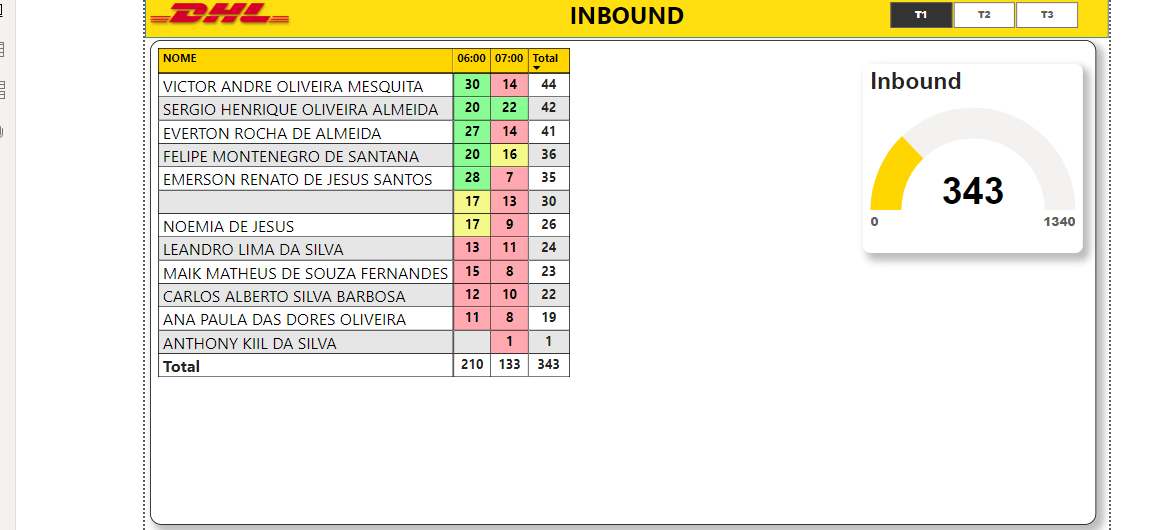 DHL
INBOUND
T1 T2 T3
NOME 06:00 07:00 Total
VICTOR ANDRE OLIVEIRA MESQUITA 30 14 44
SERGIO HENRIQUE OLIVEIRA ALMEIDA 20 22 42
EVERTON ROCHA DE ALMEIDA 27 14 41
FELIPE MONTENEGRO DE SANTANA 20 16 36
EMERSON RENATO DE JESUS SANTOS 28 7 35
17 13 30
NOEMIA DE JESUS 17 9 26
LEANDRO LIMA DA SILVA 13 11 24
MAIK MATHEUS DE SOUZA FERNANDES 15 8 23
CARLOS ALBERTO SILVA BARBOSA 12 10 22
ANA PAULA DAS DORES OLIVEIRA 11 8 19
ANTHONY KIIL DA SILVA 1 1
Total 210 133 343
Inbound
343
0 1340